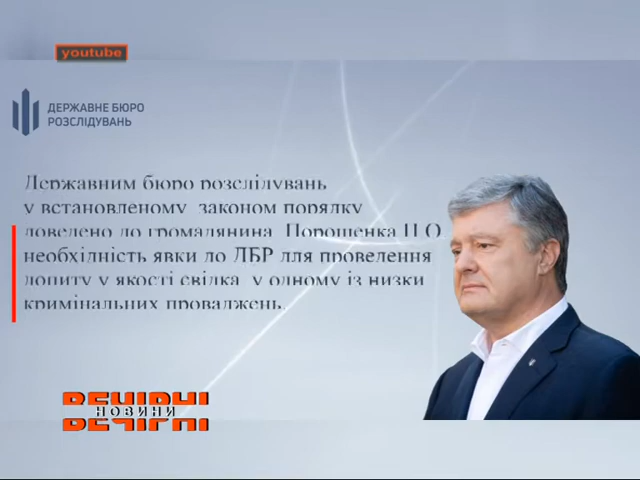 youtube
ДЕРЖАВНЕ БЮРО
РОЗСЛІДУВАНЬ
Державним бюро розслідувань
у встановленому законом порядку
доведено до громадянина Порошенка П.О.
необхідність явки до ДБР для проведення
допиту у якості свідка у одному із низки
кримінальних проваджень.
ВЕЧІРНІ
НОВИНИ
ВЕЧІРНІ